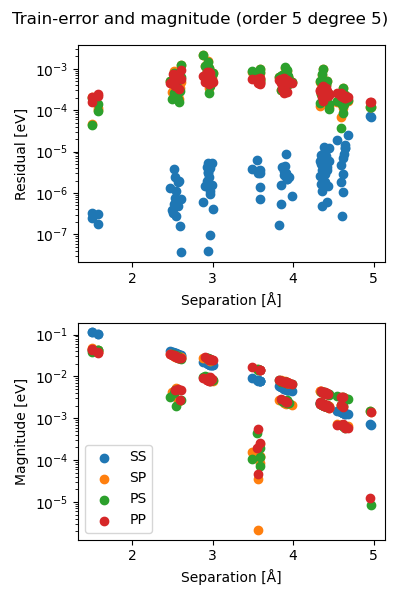 Train-error and magnitude (order 5 degree 5)
Residual [eV]
10⁻³
10⁻⁴
10⁻⁵
10⁻⁶
10⁻⁷
2 3 4 5
Separation [Å]
Magnitude [eV]
10⁻¹
10⁻²
10⁻³
10⁻⁴
10⁻⁵
SS
SP
PS
PP
2 3 4 5
Separation [Å]